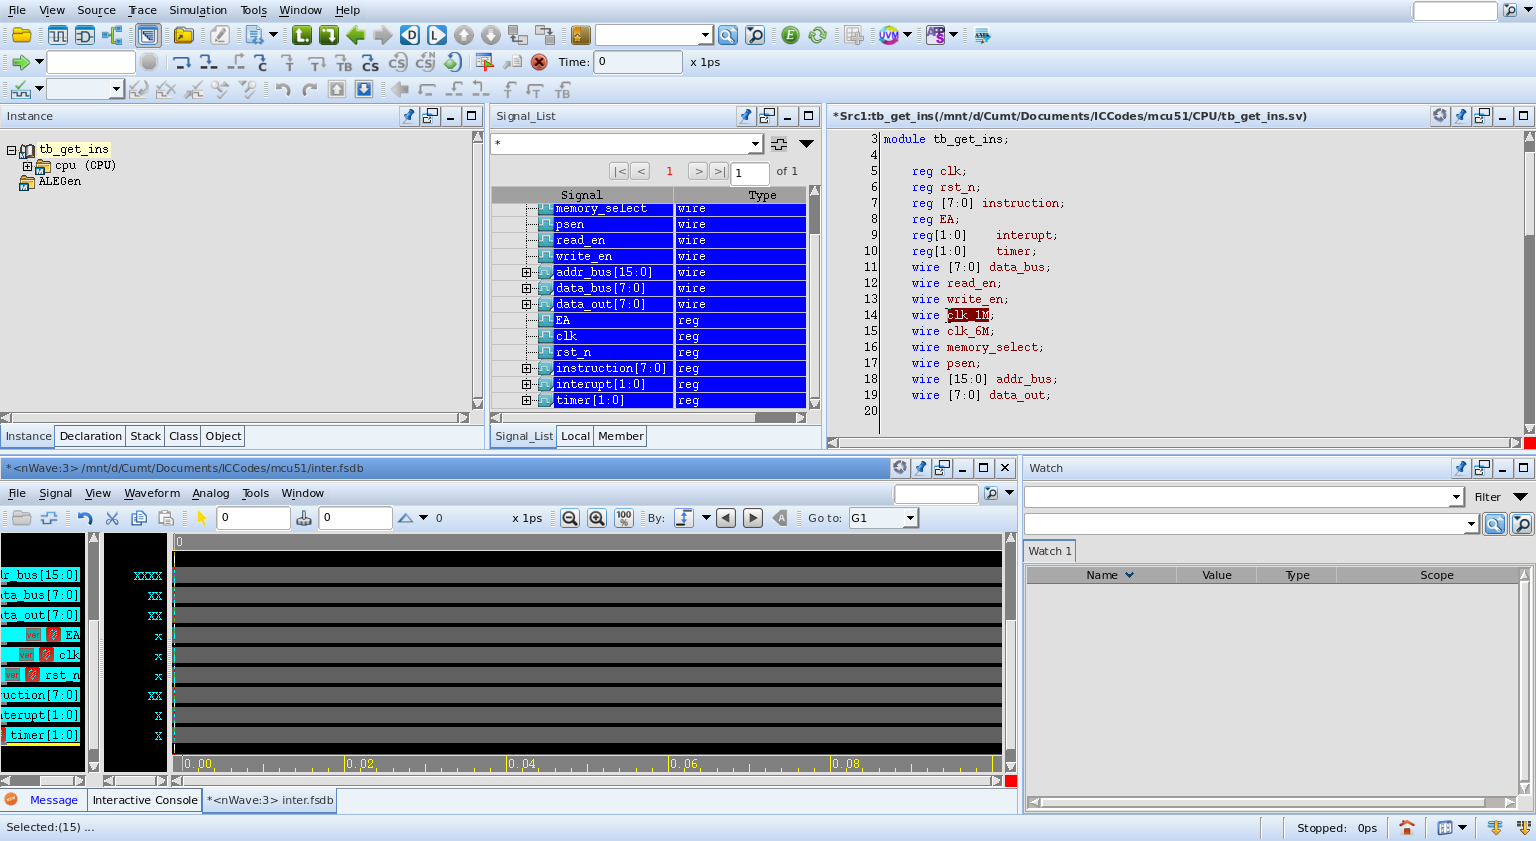 File View Source Trace Simulation Tools Window Help
Time: 0 x 1ps
Instance
tb_get_ins
cpu (CPU)
ALEGen
Instance Declaration Stack Class Object
Signal_List
*
1 1 of 1
Signal Type
memory_select wire
psen wire
read_en wire
write_en wire
addr_bus[15:0] wire
data_bus[7:0] wire
data_out[7:0] wire
EA reg
clk reg
rst_n reg
instruction[7:0] reg
interupt[1:0] reg
timer[1:0] reg
Signal_List Local Member
*Src1:tb_get_ins(/mnt/d/Cumt/Documents/ICCodes/mcu51/CPU/tb_get_ins.sv)
3 module tb_get_ins;
4
5 reg clk;
6 reg rst_n;
7 reg [7:0] instruction;
8 reg EA;
9 reg[1:0] interupt;
10 reg[1:0] timer;
11 wire [7:0] data_bus;
12 wire read_en;
13 wire write_en;
14 wire clk_1M;
15 wire clk_6M;
16 wire memory_select;
17 wire psen;
18 wire [15:0] addr_bus;
19 wire [7:0] data_out;
20
*<nWave:3> /mnt/d/Cumt/Documents/ICCodes/mcu51/inter.fsdb
File Signal View Waveform Analog Tools Window
0 0 0 x 1ps 100% By: Go to: G1
0
dr_bus[15:0] XXXX
ata_bus[7:0] XX
ata_out[7:0] XX
ver EA x
ver clk x
ver rst_n x
ruction[7:0] XX
nterupt[1:0] X
timer[1:0] X
0.00 0.02 0.04 0.06 0.08
Message Interactive Console *<nWave:3> inter.fsdb
Watch
Filter
Watch 1
Name Value Type Scope
Selected:(15) ...
Stopped: 0ps